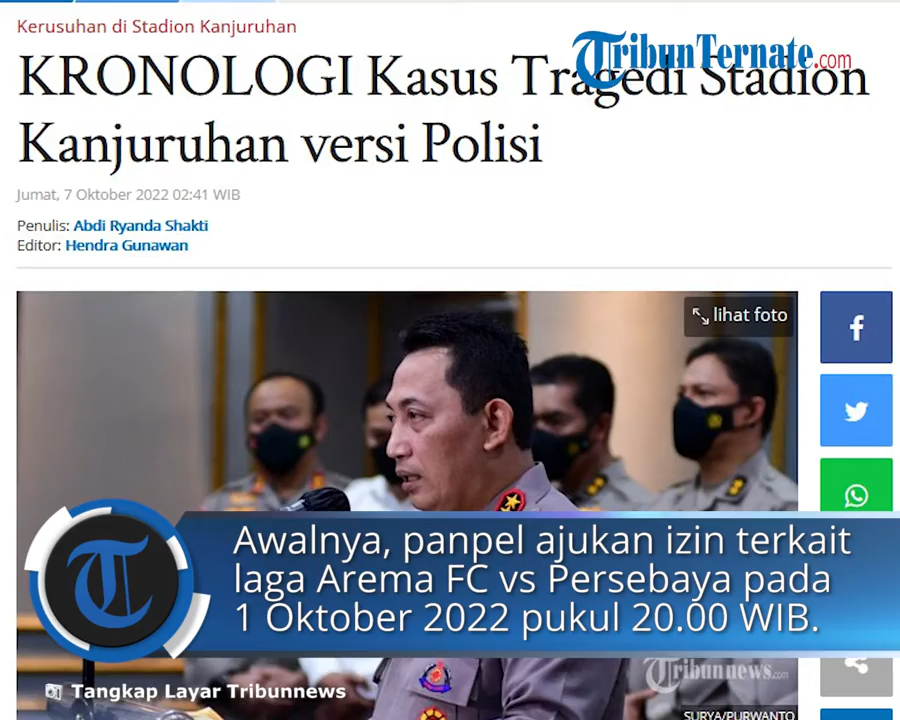 Kerusuhan di Stadion Kanjuruhan
TribunTernate.com
KRONOLOGI Kasus Tragedi Stadion
Kanjuruhan versi Polisi
Jumat, 7 Oktober 2022 02:41 WIB
Penulis: Abdi Ryanda Shakti
Editor: Hendra Gunawan
lihat foto
f
T
Awalnya, panpel ajukan izin terkait
laga Arema FC vs Persebaya pada
1 Oktober 2022 pukul 20.00 WIB.
Tribunnews.com
Tangkap Layar Tribunnews
SURYA/PURWANTO